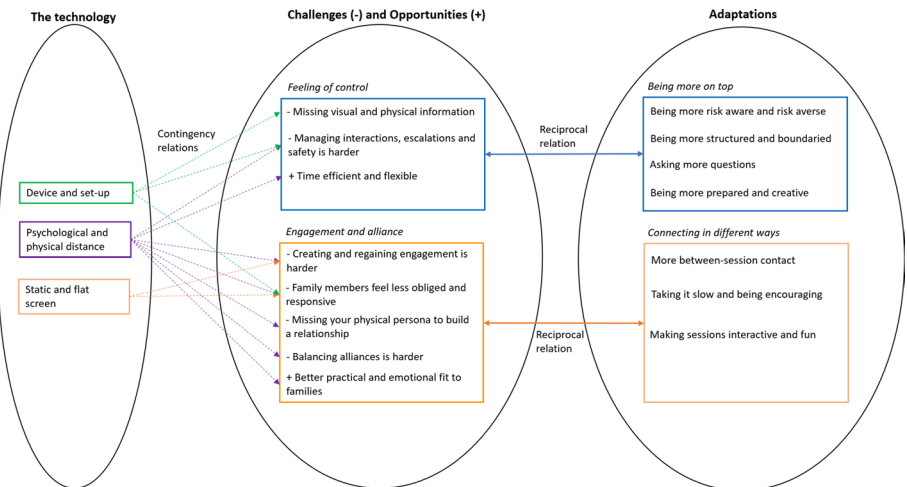 The technology
Challenges (-) and Opportunities (+)
Adaptations
Contingency
relations
Device and set-up
Psychological and
physical distance
Static and flat
screen
Feeling of control
- Missing visual and physical information
- Managing interactions, escalations and
safety is harder
+ Time efficient and flexible
Engagement and alliance
- Creating and regaining engagement is
harder
- Family members feel less obliged and
responsive
- Missing your physical persona to build
a relationship
- Balancing alliances is harder
+ Better practical and emotional fit to
families
Reciprocal
relation
Reciprocal
relation
Being more on top
Being more risk aware and risk averse
Being more structured and boundaried
Asking more questions
Being more prepared and creative
Connecting in different ways
More between-session contact
Taking it slow and being encouraging
Making sessions interactive and fun